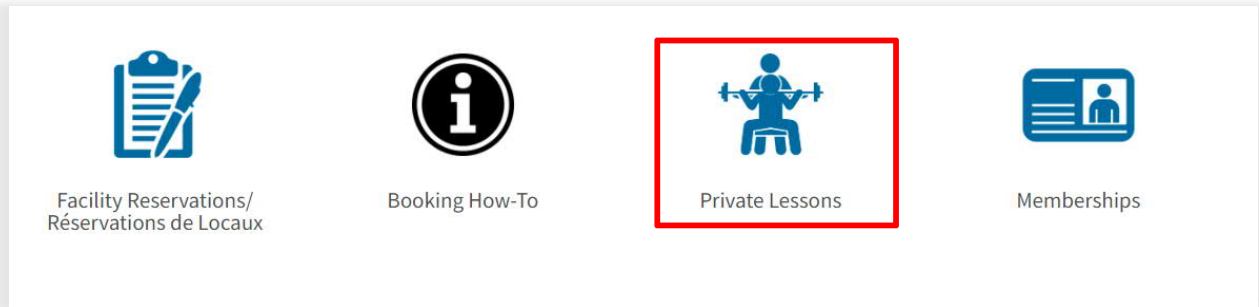 Facility Reservations/
Réservations de Locaux
Booking How-To
Private Lessons
Memberships